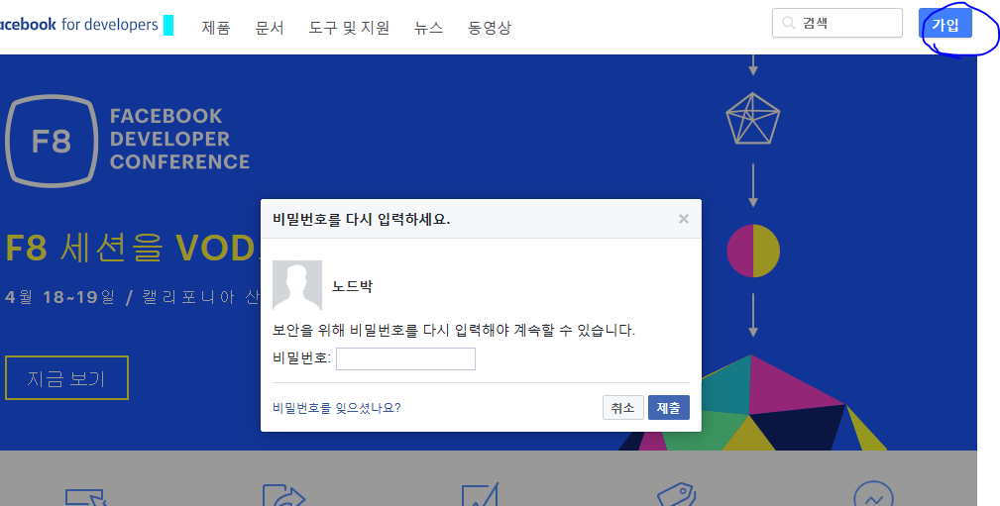 acebook for developers
제품 문서 도구 및 지원 뉴스 동영상
검색
가입
F8
FACEBOOK
DEVELOPER
CONFERENCE
F8 세션을 VOD
4월 18~19일 / 캘리포니아 산
지금 보기
비밀번호를 다시 입력하세요. ×
노드박
보안을 위해 비밀번호를 다시 입력해야 계속할 수 있습니다.
비밀번호:
비밀번호를 잊으셨나요?
취소 제출